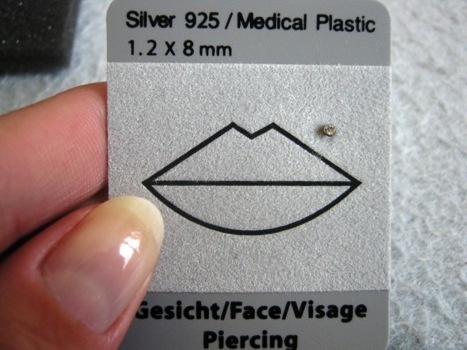 Silver 925 / Medical Plastic
1.2 X 8 mm
Gesicht/Face/Visage
Piercing